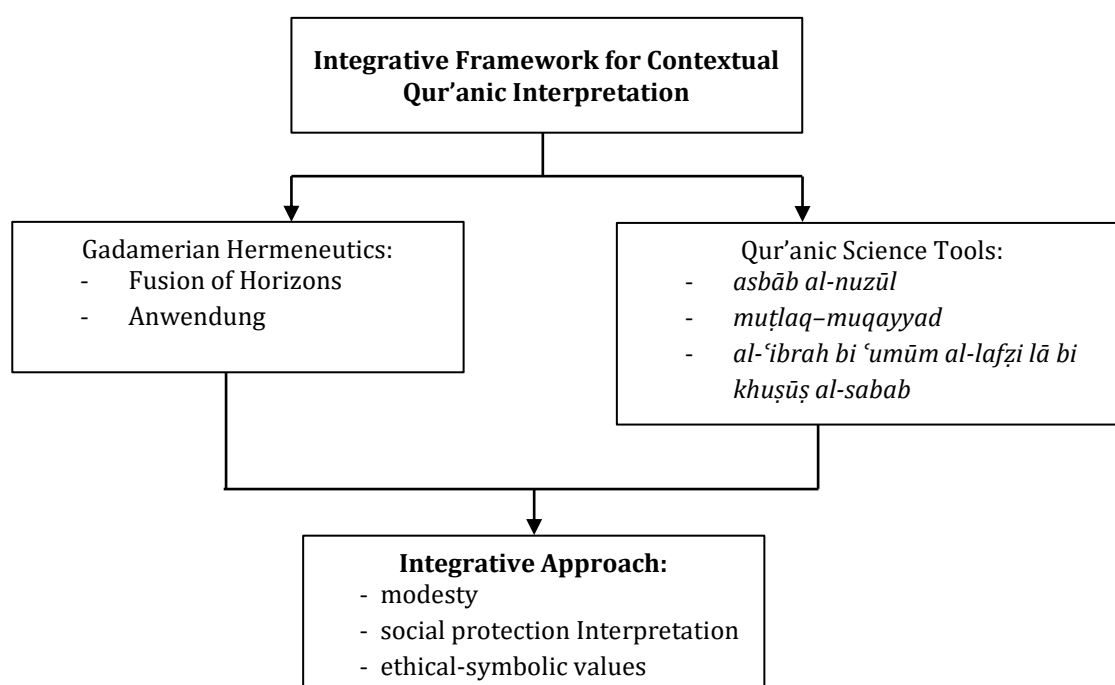 Integrative Framework for Contextual
Qur’anic Interpretation
Gadamerian Hermeneutics:
- Fusion of Horizons
- Anwendung
Qur’anic Science Tools:
- asbāb al-nuzūl
- muṭlaq–muqayyad
- al-ʿibrah bi ʿumūm al-lafẓi lā bi
khuṣūṣ al-sabab
Integrative Approach:
- modesty
- social protection Interpretation
- ethical-symbolic values